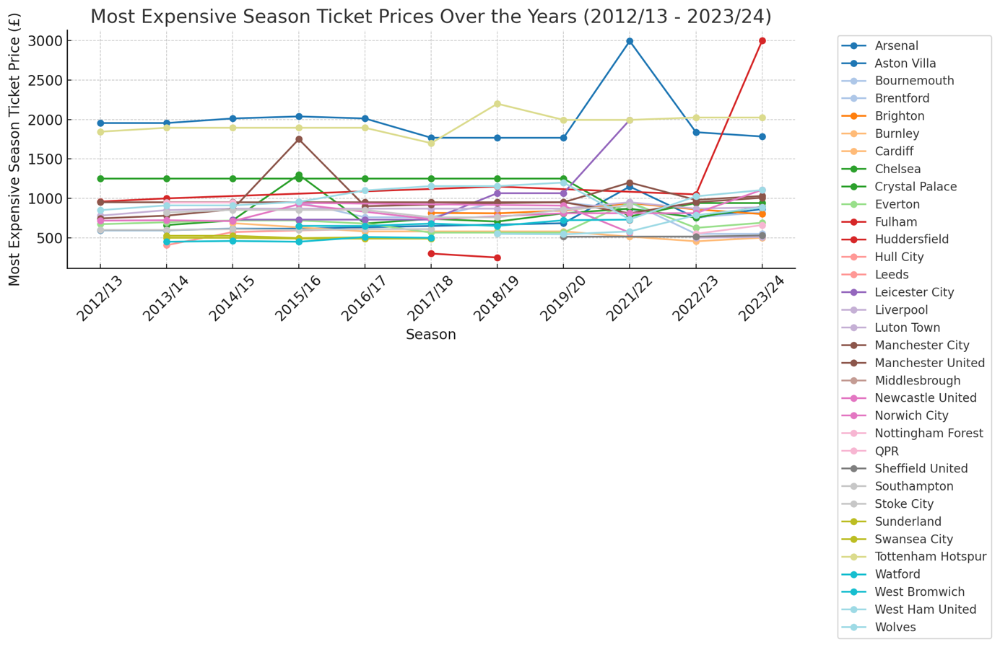 Most Expensive Season Ticket Prices Over the Years (2012/13 - 2023/24)
Most Expensive Season Ticket Price (£)
3000
2500
2000
1500
1000
500
2012/13
2013/14
2014/15
2015/16
2016/17
2017/18
2018/19
2019/20
2021/22
2022/23
2023/24
Season
Arsenal
Aston Villa
Bournemouth
Brentford
Brighton
Burnley
Cardiff
Chelsea
Crystal Palace
Everton
Fulham
Huddersfield
Hull City
Leeds
Leicester City
Liverpool
Luton Town
Manchester City
Manchester United
Middlesbrough
Newcastle United
Norwich City
Nottingham Forest
QPR
Sheffield United
Southampton
Stoke City
Sunderland
Swansea City
Tottenham Hotspur
Watford
West Bromwich
West Ham United
Wolves